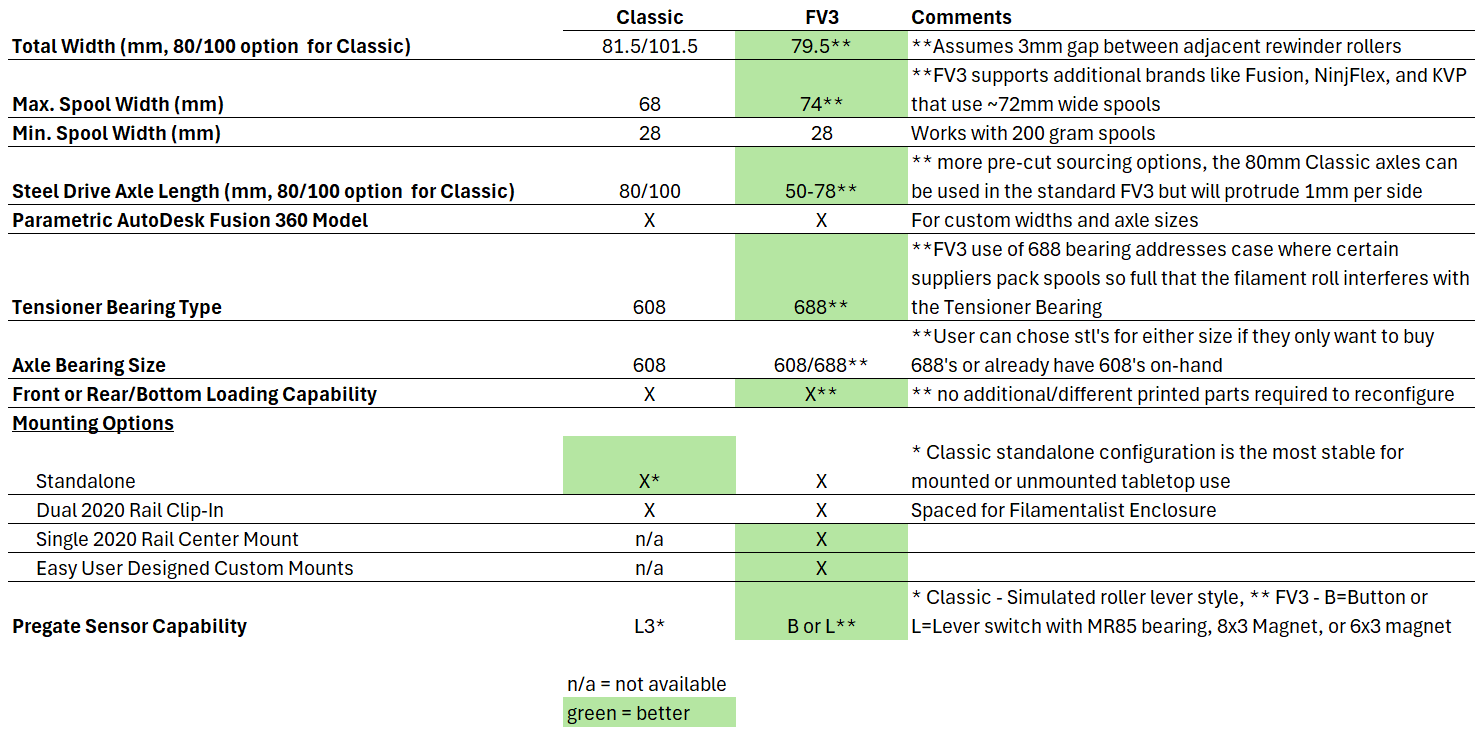 Classic FV3 Comments
Total Width (mm, 80/100 option for Classic) 81.5/101.5 79.5** **Assumes 3mm gap between adjacent rewinder rollers
**FV3 supports additional brands like Fusion, NinjFlex, and KVP
Max. Spool Width (mm) 68 74** that use ~72mm wide spools
Min. Spool Width (mm) 28 28 Works with 200 gram spools
** more pre-cut sourcing options, the 80mm Classic axles can
Steel Drive Axle Length (mm, 80/100 option for Classic) 80/100 50-78** be used in the standard FV3 but will protrude 1mm per side
Parametric AutoDesk Fusion 360 Model X X For custom widths and axle sizes
**FV3 use of 688 bearing addresses case where certain
suppliers pack spools so full that the filament roll interferes with
Tensioner Bearing Type 608 688** the Tensioner Bearing
**User can chose stl's for either size if they only want to buy
Axle Bearing Size 608 608/688** 688's or already have 608's on-hand
Front or Rear/Bottom Loading Capability X X** ** no additional/different printed parts required to reconfigure
Mounting Options
* Classic standalone configuration is the most stable for
Standalone X* X mounted or unmounted tabletop use
Dual 2020 Rail Clip-In X X Spaced for Filamentalist Enclosure
Single 2020 Rail Center Mount n/a X
Easy User Designed Custom Mounts n/a X
* Classic - Simulated roller lever style, ** FV3 - B=Button or
Pregate Sensor Capability L3* B or L** L=Lever switch with MR85 bearing, 8x3 Magnet, or 6x3 magnet
n/a = not available
green = better